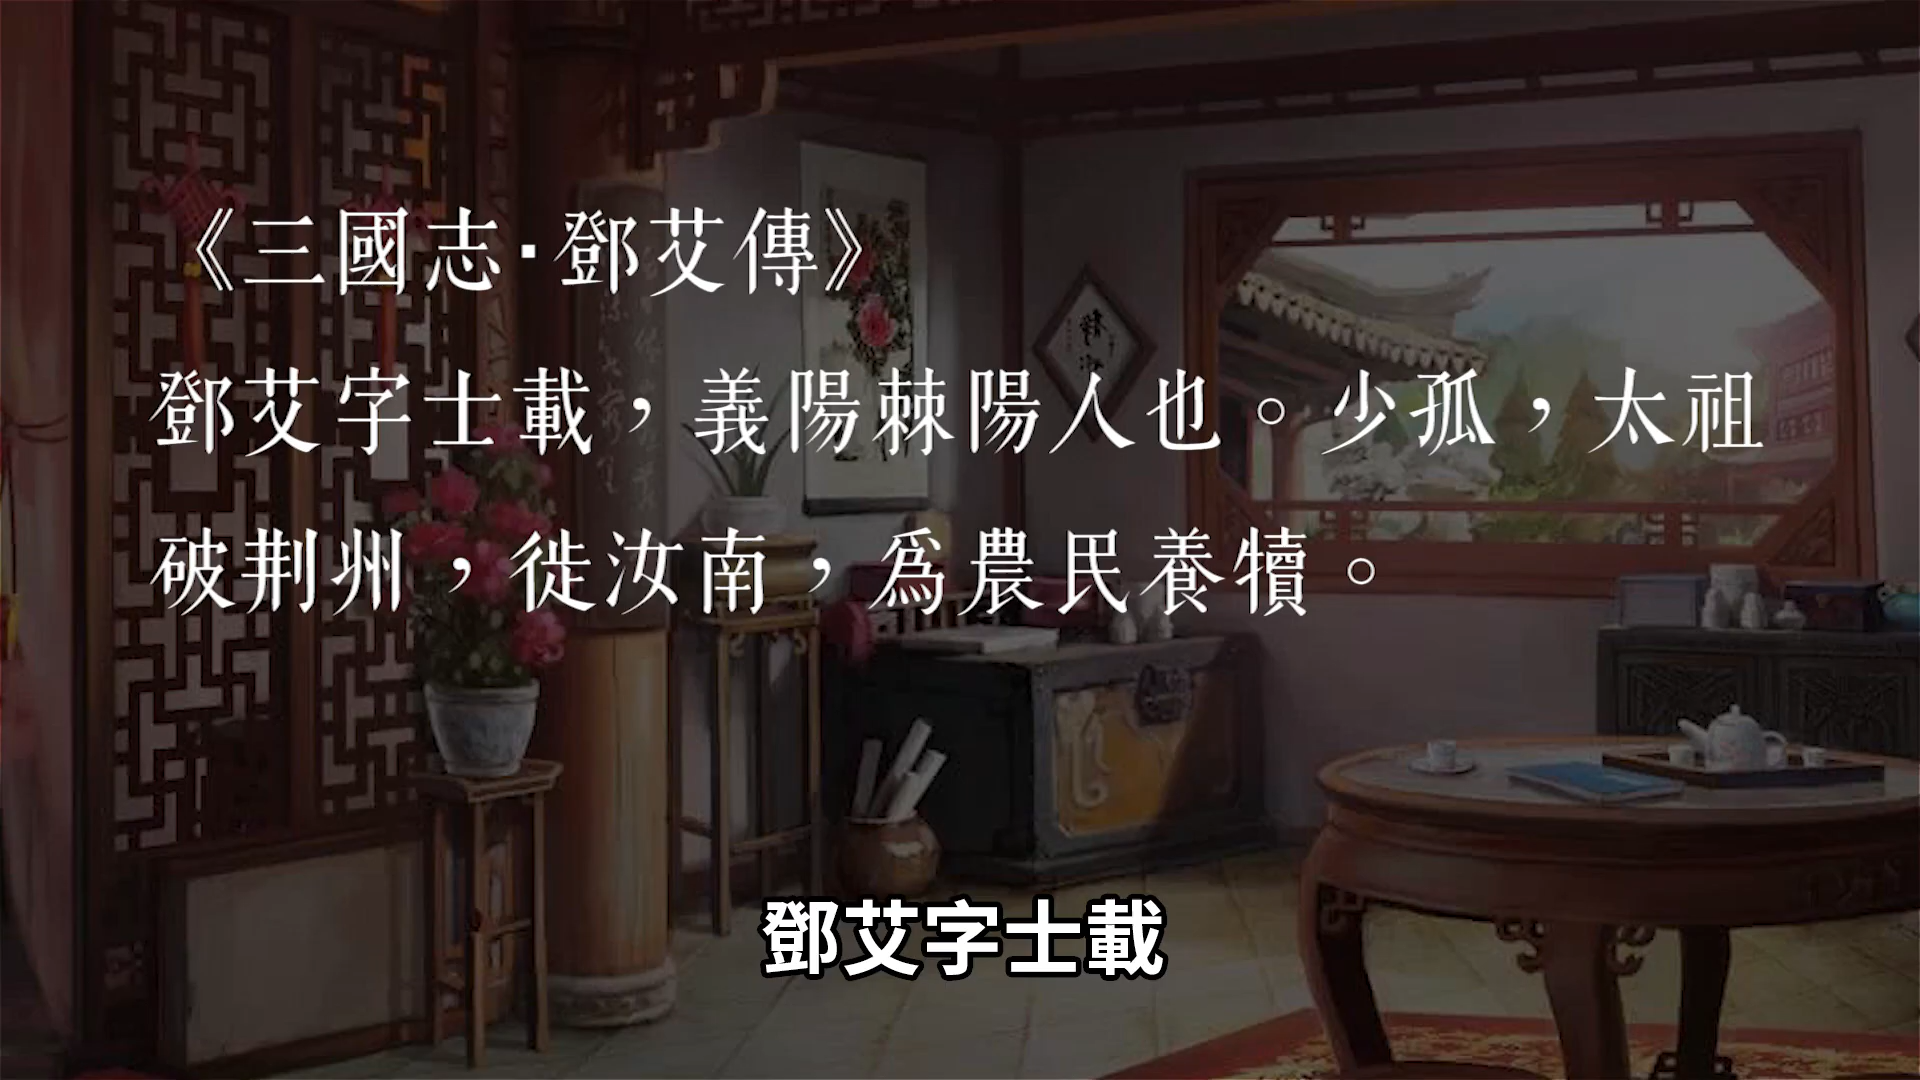 《三國志·鄧艾傳》
鄧艾字士載，義陽棘陽人也。少孤，太祖
破荆州，徙汝南，爲農民養犢。
鄧艾字士載